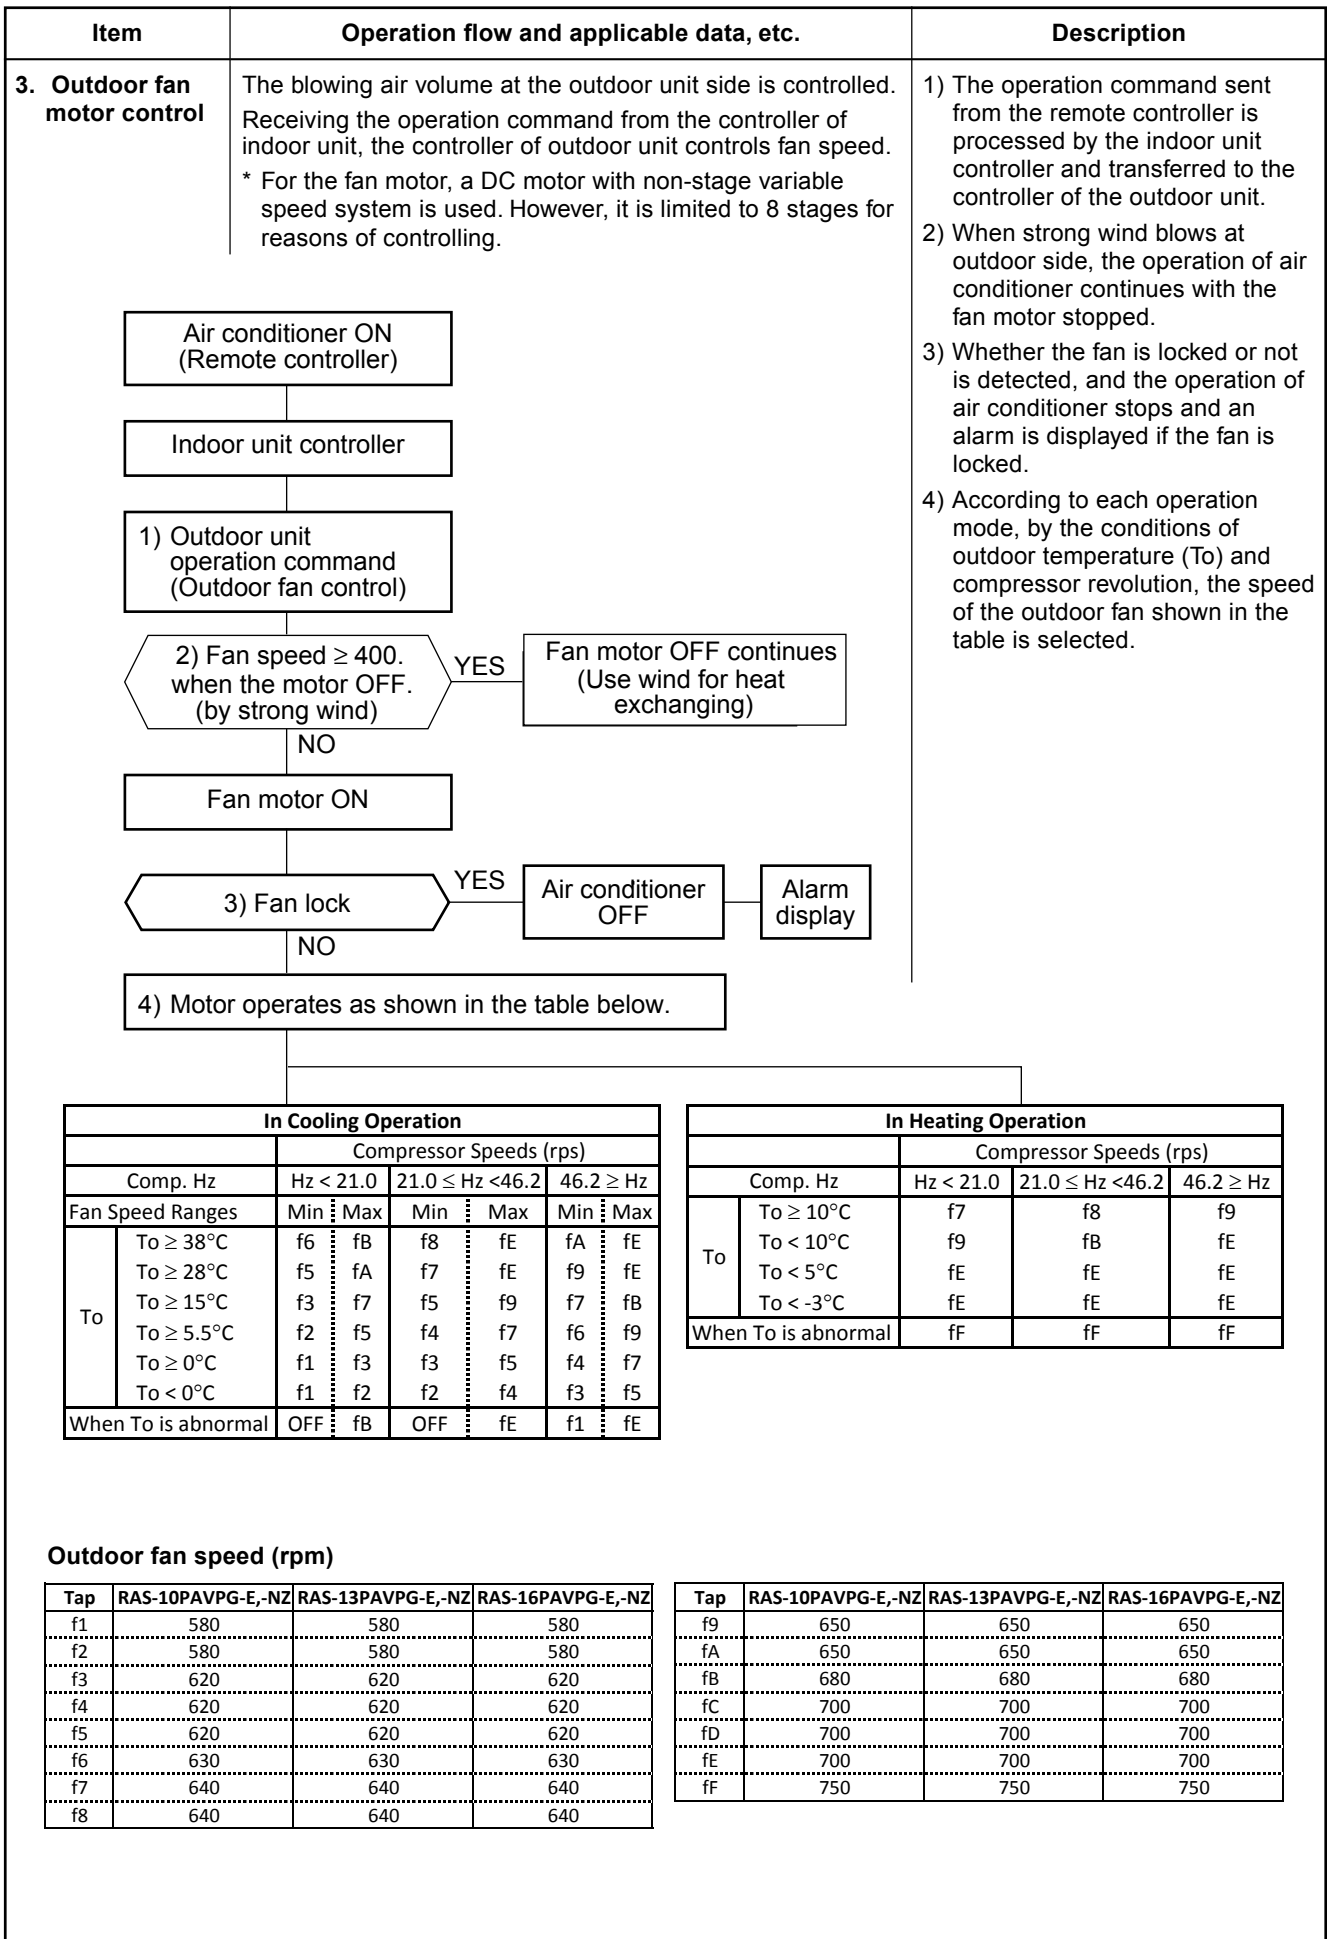 Item Operation flow and applicable data, etc. Description
3. Outdoor fan
motor control
The blowing air volume at the outdoor unit side is controlled.
Receiving the operation command from the controller of
indoor unit, the controller of outdoor unit controls fan speed.
* For the fan motor, a DC motor with non-stage variable
speed system is used. However, it is limited to 8 stages for
reasons of controlling.
1) The operation command sent
from the remote controller is
processed by the indoor unit
controller and transferred to the
controller of the outdoor unit.
2) When strong wind blows at
outdoor side, the operation of air
conditioner continues with the
fan motor stopped.
3) Whether the fan is locked or not
is detected, and the operation of
air conditioner stops and an
alarm is displayed if the fan is
locked.
4) According to each operation
mode, by the conditions of
outdoor temperature (To) and
compressor revolution, the speed
of the outdoor fan shown in the
table is selected.
Air conditioner ON
(Remote controller)
Indoor unit controller
1) Outdoor unit
operation command
(Outdoor fan control)
2) Fan speed ≥ 400.
when the motor OFF.
(by strong wind)
YES
Fan motor OFF continues
(Use wind for heat
exchanging)
NO
Fan motor ON
3) Fan lock
YES
Air conditioner
OFF
Alarm
display
NO
4) Motor operates as shown in the table below.
In Cooling Operation
Compressor Speeds (rps)
Comp. Hz Hz < 21.0 21.0 ≤ Hz <46.2 46.2 ≥ Hz
Fan Speed Ranges Min Max Min Max Min Max
To
To ≥ 38°C f6 fB f8 fE fA fE
To ≥ 28°C f5 fA f7 fE f9 fE
To ≥ 15°C f3 f7 f5 f9 f7 fB
To ≥ 5.5°C f2 f5 f4 f7 f6 f9
To ≥ 0°C f1 f3 f3 f5 f4 f7
To < 0°C f1 f2 f2 f4 f3 f5
When To is abnormal OFF fB OFF fE f1 fE
In Heating Operation
Compressor Speeds (rps)
Comp. Hz Hz < 21.0 21.0 ≤ Hz <46.2 46.2 ≥ Hz
To
To ≥ 10°C f7 f8 f9
To < 10°C f9 fB fE
To < 5°C fE fE fE
To < -3°C fE fE fE
When To is abnormal fF fF fF
Outdoor fan speed (rpm)
Tap RAS-10PAVPG-E,-NZ RAS-13PAVPG-E,-NZ RAS-16PAVPG-E,-NZ
f1 580 580 580
f2 580 580 580
f3 620 620 620
f4 620 620 620
f5 620 620 620
f6 630 630 630
f7 640 640 640
f8 640 640 640
Tap RAS-10PAVPG-E,-NZ RAS-13PAVPG-E,-NZ RAS-16PAVPG-E,-NZ
f9 650 650 650
fA 650 650 650
fB 680 680 680
fC 700 700 700
fD 700 700 700
fE 700 700 700
fF 750 750 750